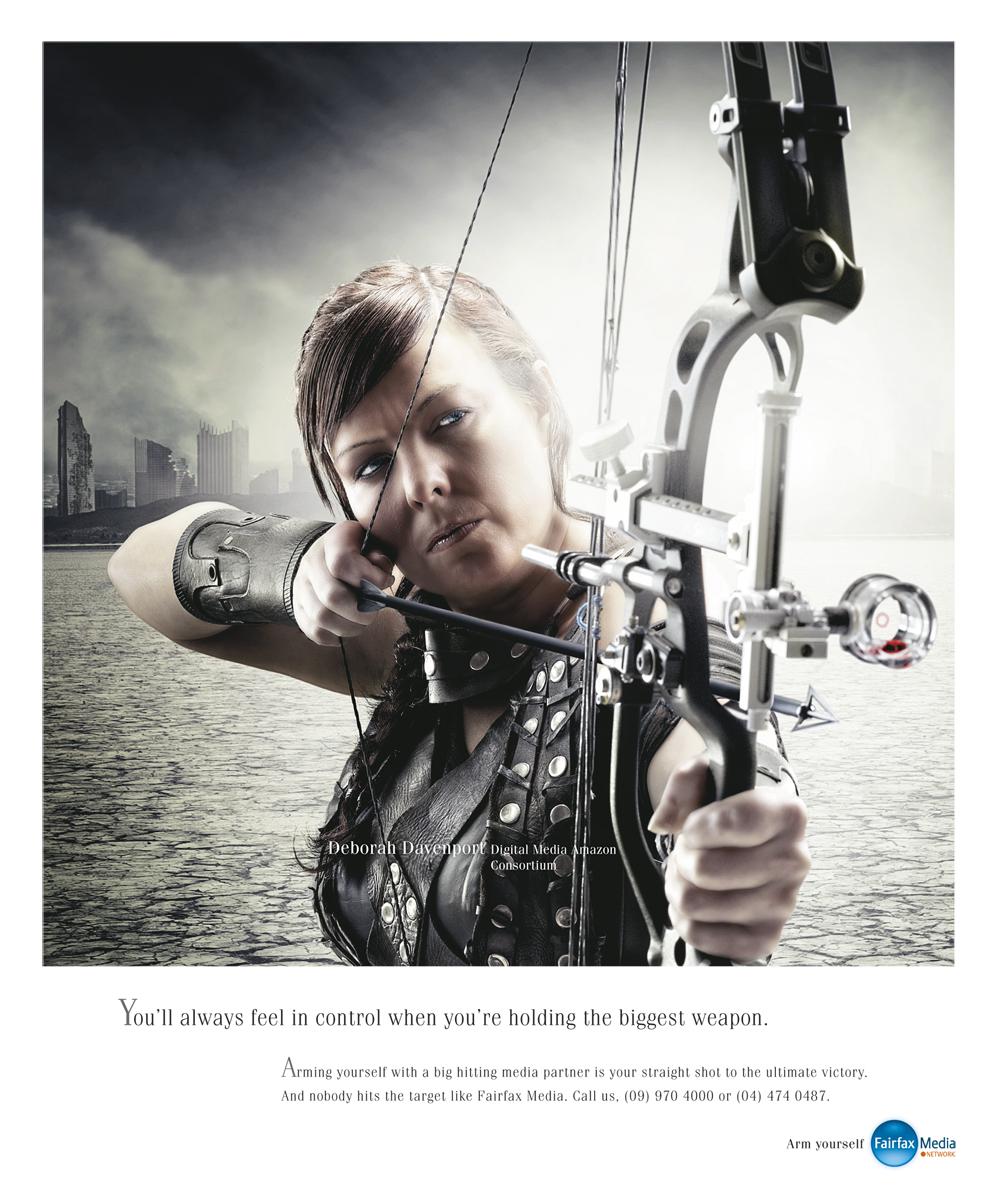 Deborah Davenport Digital Media Amazon
Consortium
You'll always feel in control when you're holding the biggest weapon.
Arming yourself with a big hitting media partner is your straight shot to the ultimate victory.
And nobody hits the target like Fairfax Media. Call us, (09) 970 4000 or (04) 474 0487.
Arm yourself Fairfax Media
NETWORK